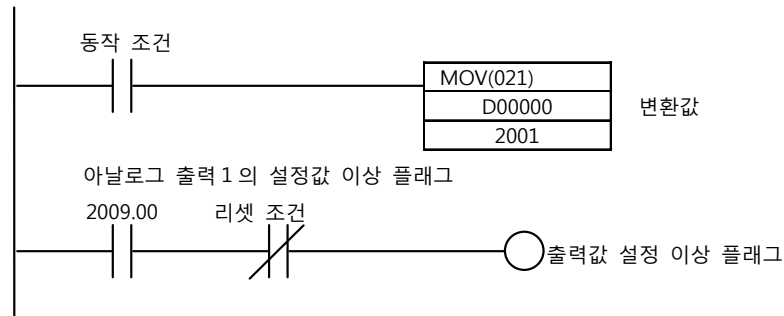 동작 조건
MOV(021)
D00000 변환값
2001
아날로그 출력 1 의 설정값 이상 플래그
2009.00 리셋 조건
출력값 설정 이상 플래그